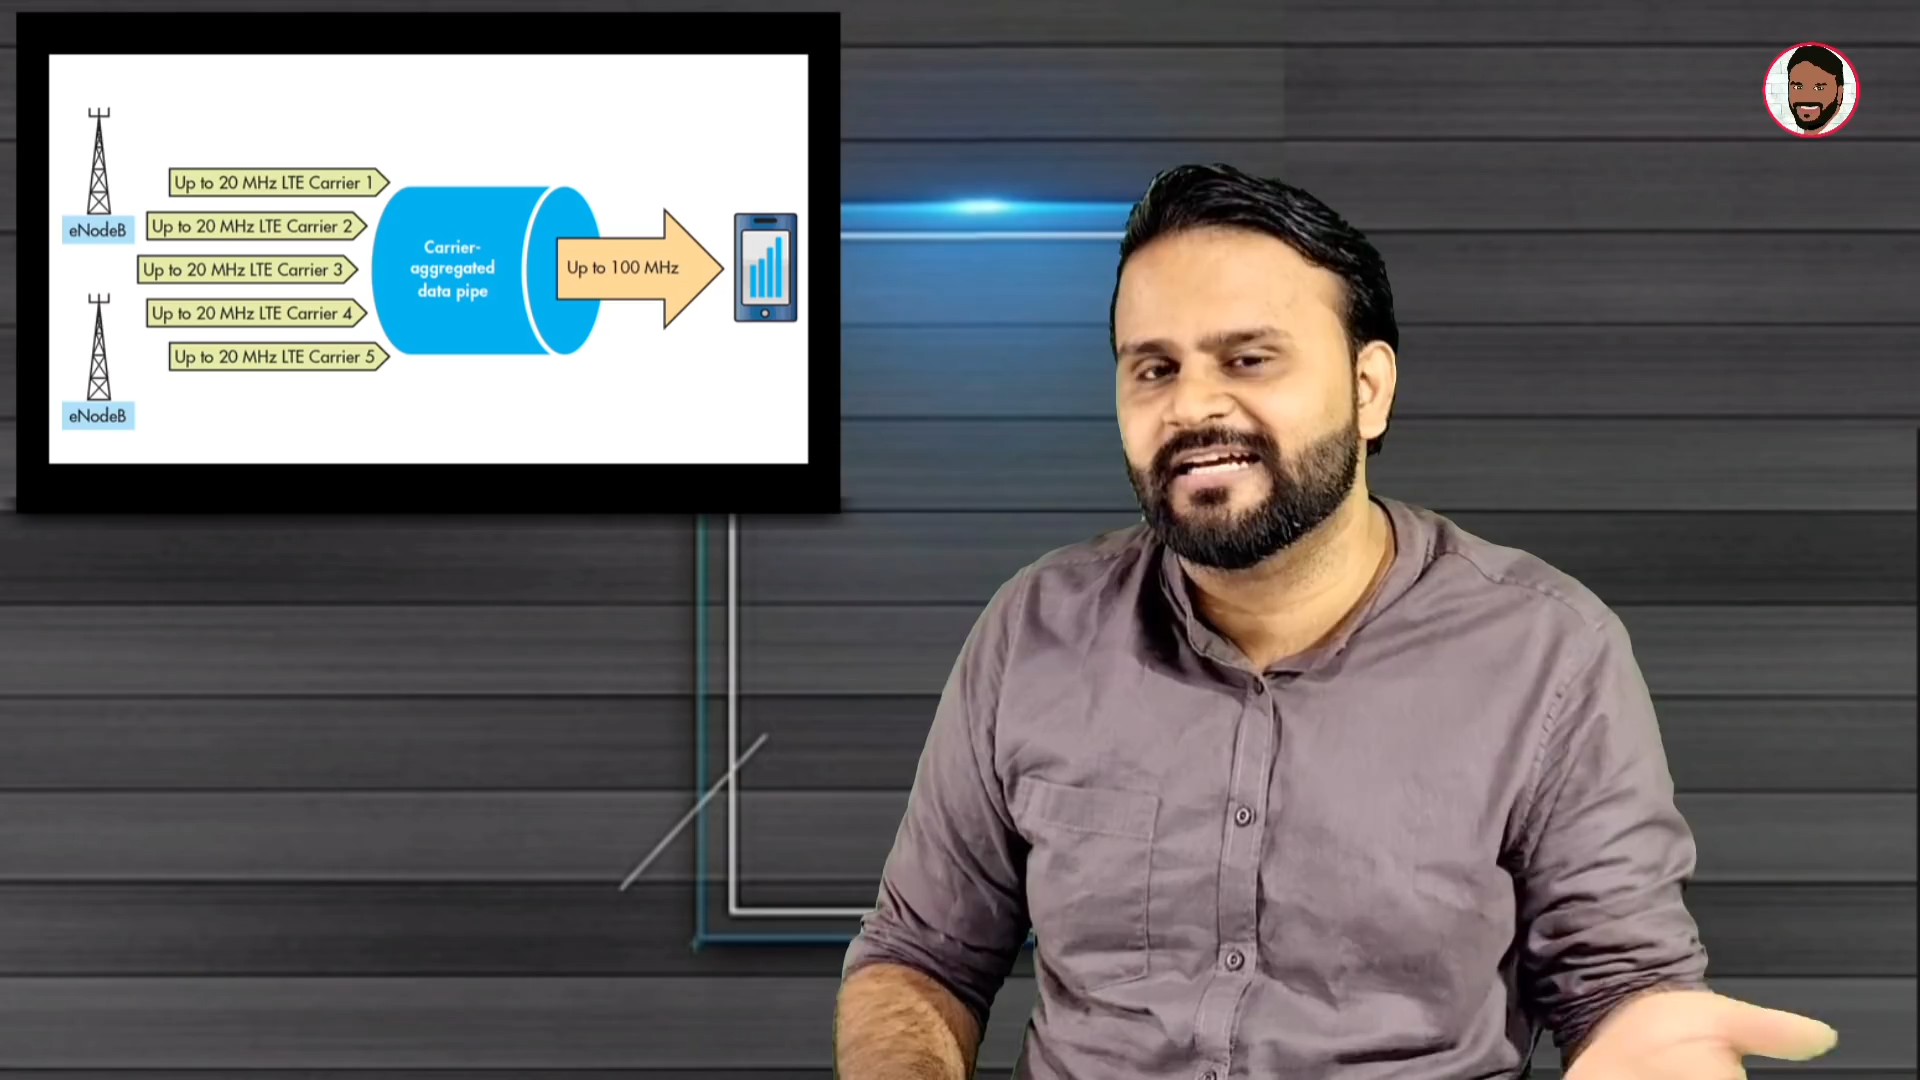 Up to 20 MHz LTE Carrier 1
eNodeB
Up to 20 MHz LTE Carrier 2
Up to 20 MHz LTE Carrier 3
Up to 20 MHz LTE Carrier 4
Up to 20 MHz LTE Carrier 5
eNodeB
Carrier-
aggregated
data pipe
Up to 100 MHz